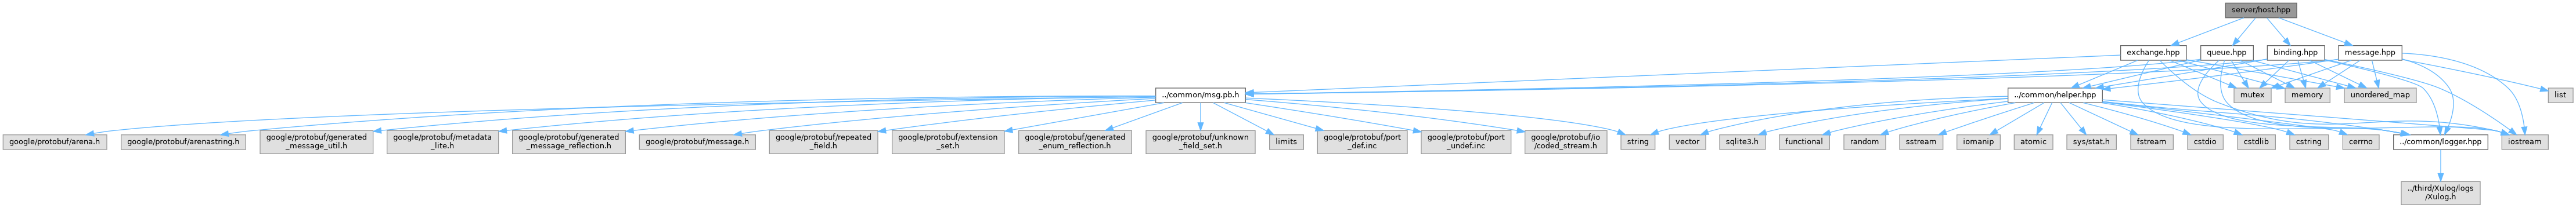 server/host.hpp
exchange.hpp
queue.hpp
binding.hpp
message.hpp
../common/msg.pb.h
../common/helper.hpp
mutex
memory
unordered_map
list
google/protobuf/arena.h
google/protobuf/arenastring.h
google/protobuf/generated
_message_util.h
google/protobuf/metadata
_lite.h
google/protobuf/generated
_message_reflection.h
google/protobuf/message.h
google/protobuf/repeated
_field.h
google/protobuf/extension
_set.h
google/protobuf/generated
_enum_reflection.h
google/protobuf/unknown
_field_set.h
limits
google/protobuf/port
_def.inc
google/protobuf/port
_undef.inc
google/protobuf/io
/coded_stream.h
string
vector
sqlite3.h
functional
random
sstream
iomanip
atomic
sys/stat.h
fstream
cstdio
cstdlib
cstring
cerrno
../common/logger.hpp
iostream
../third/Xulog/logs
/Xulog.h